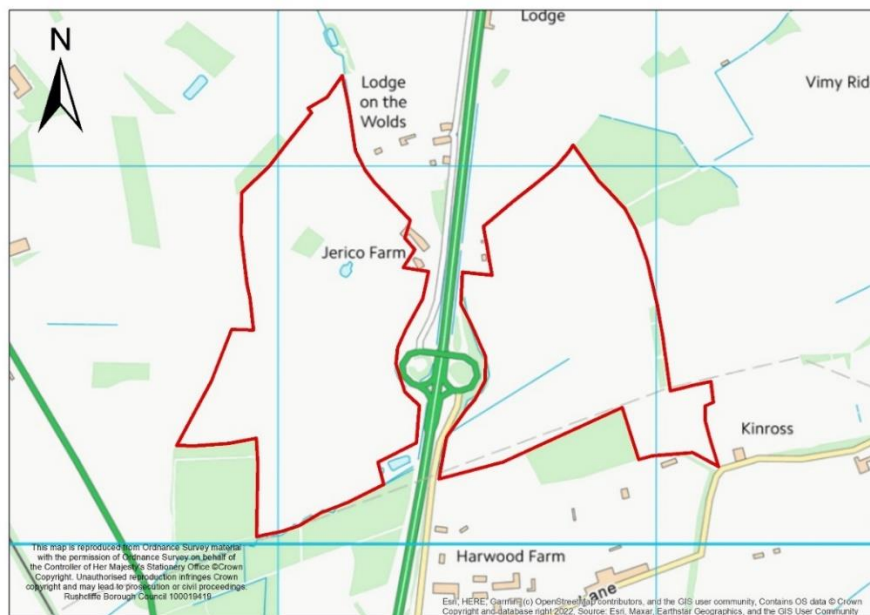 N
Lodge
Lodge
on the
Wolds
Vimy Rid
Jerico Farm
Kinross
Harwood Farm
Lane
This map is reproduced from Ordnance Survey material
with the permission of Ordnance Survey on behalf of
the Controller of Her Majesty's Stationery Office ©Crown
Copyright. Unauthorised reproduction infringes Crown
copyright and may lead to prosecution or civil proceedings.
Rushcliffe Borough Council 100019419
Esri, HERE, Garmin, (c) OpenStreetMap contributors, and the GIS user community, Contains OS data © Crown
Copyright and database right 2022, Source: Esri, Maxar, Earthstar Geographics, and the GIS User Community